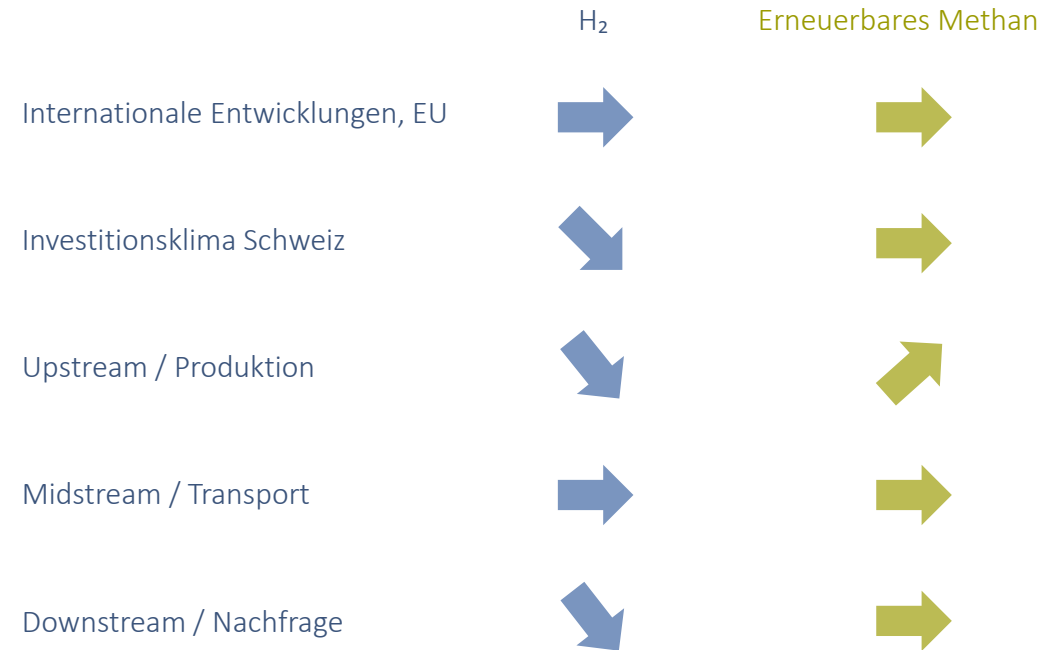 H₂ Erneuerbares Methan
Internationale Entwicklungen, EU
Investitionsklima Schweiz
Upstream / Produktion
Midstream / Transport
Downstream / Nachfrage